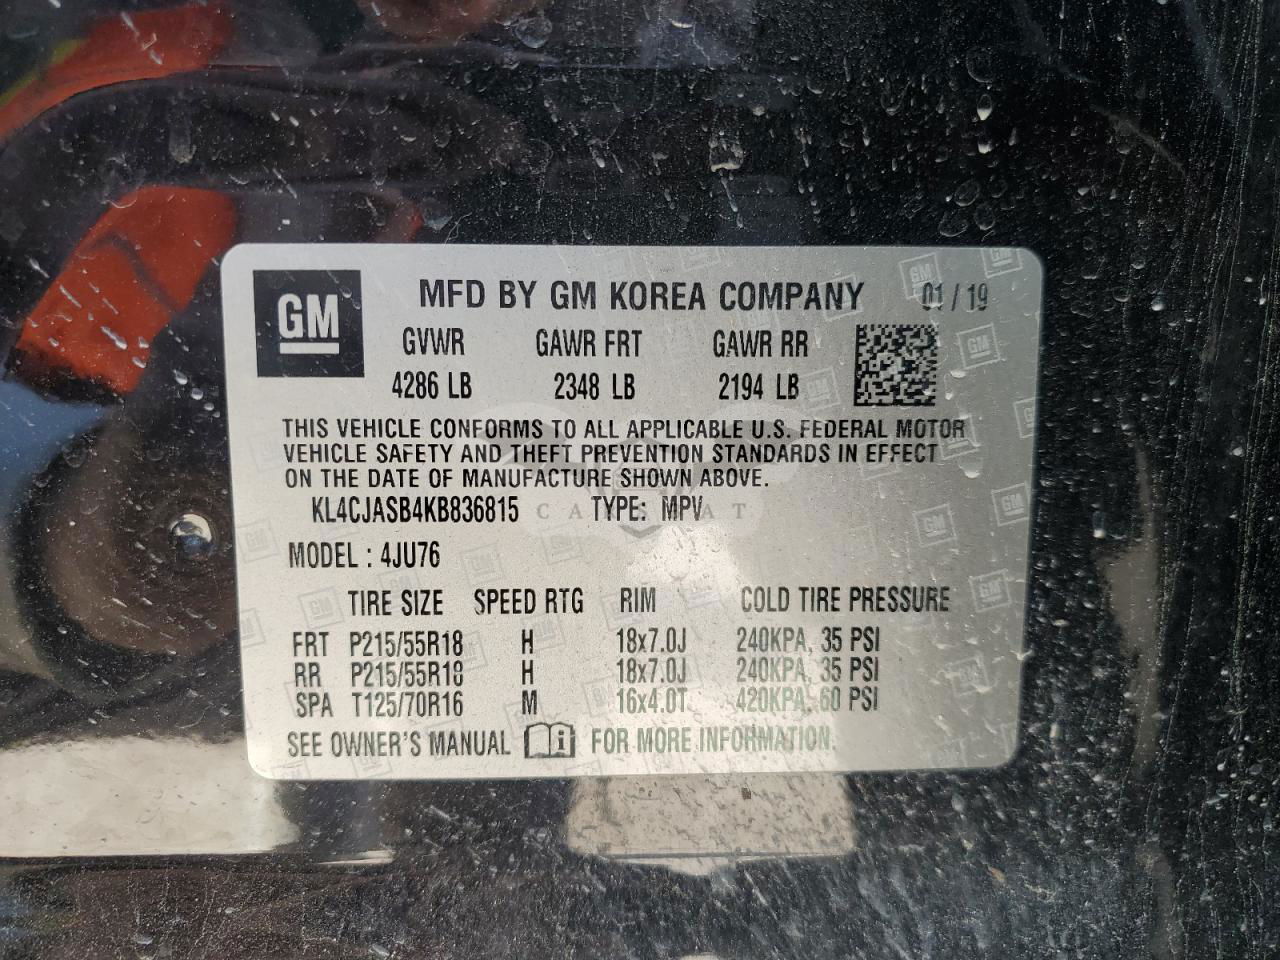 GM
MFD BY GM KOREA COMPANY 01 / 19
GVWR GAWR FRT GAWR RR
4286 LB 2348 LB 2194 LB
THIS VEHICLE CONFORMS TO ALL APPLICABLE U.S. FEDERAL MOTOR
VEHICLE SAFETY AND THEFT PREVENTION STANDARDS IN EFFECT
ON THE DATE OF MANUFACTURE SHOWN ABOVE.
KL4CJASB4KB836815 TYPE: MPV
MODEL : 4JU76
TIRE SIZE SPEED RTG RIM COLD TIRE PRESSURE
FRT P215/55R18 H 18x7.0J 240KPA, 35 PSI
RR P215/55R18 H 18x7.0J 240KPA, 35 PSI
SPA T125/70R16 M 16x4.0T 420KPA, 60 PSI
SEE OWNER'S MANUAL i FOR MORE INFORMATION.